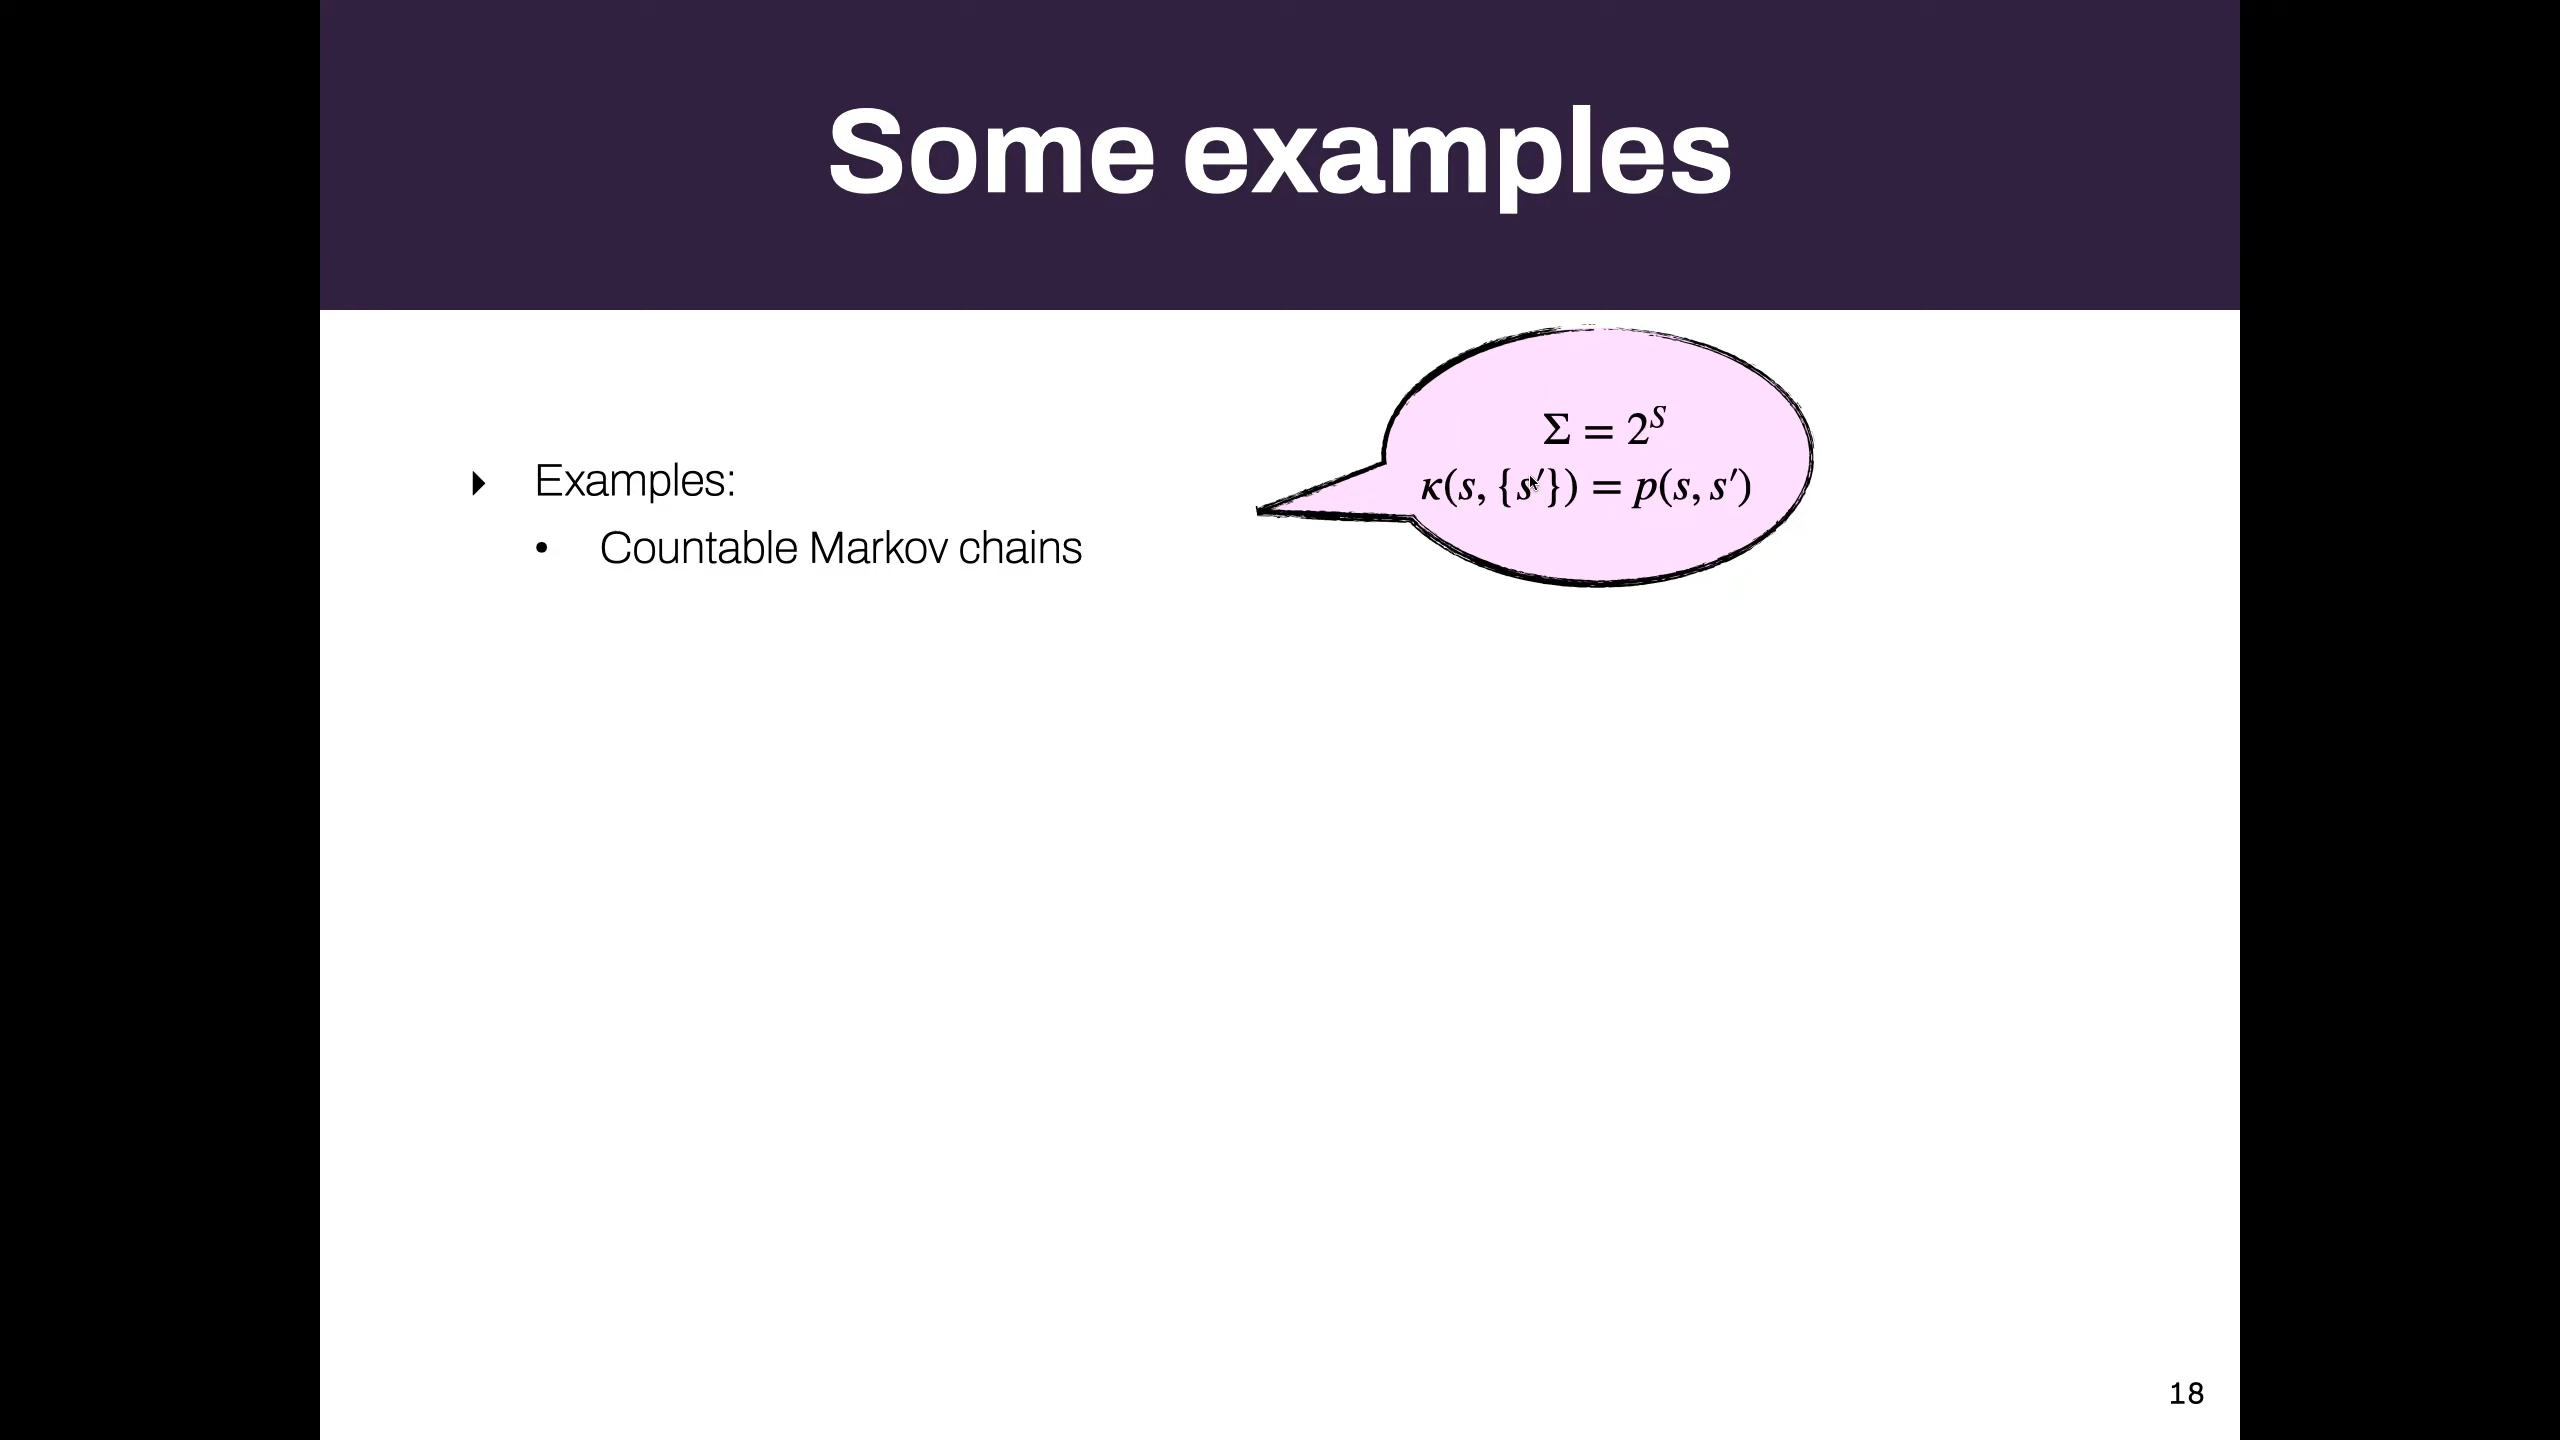 Some examples
Σ = 2^S
κ(s, {s′}) = p(s, s′)
▸ Examples:
• Countable Markov chains
18